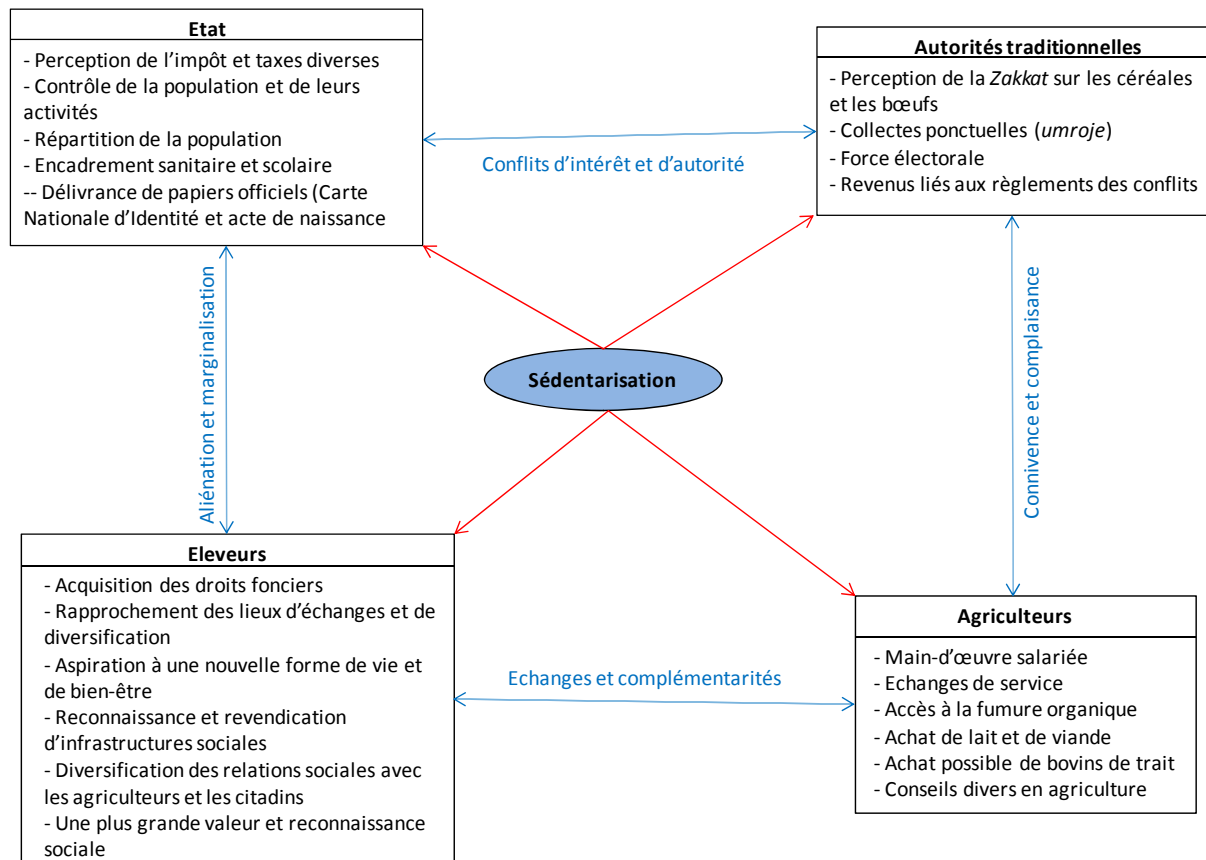 Etat
- Perception de l'impôt et taxes diverses
- Contrôle de la population et de leurs
activités
- Répartition de la population
- Encadrement sanitaire et scolaire
-- Délivrance de papiers officiels (Carte
Nationale d'Identité et acte de naissance
Autorités traditionnelles
- Perception de la Zakkat sur les céréales
et les bœufs
- Collectes ponctuelles (umroje)
- Force électorale
- Revenus liés aux règlements des conflits
Conflits d'intérêt et d'autorité
Aliénation et marginalisation
Sédentarisation
Connivence et complaisance
Eleveurs
- Acquisition des droits fonciers
- Rapprochement des lieux d'échanges et de
diversification
- Aspiration à une nouvelle forme de vie et
de bien-être
- Reconnaissance et revendication
d'infrastructures sociales
- Diversification des relations sociales avec
les agriculteurs et les citadins
- Une plus grande valeur et reconnaissance
sociale
Echanges et complémentarités
Agriculteurs
- Main-d'œuvre salariée
- Echanges de service
- Accès à la fumure organique
- Achat de lait et de viande
- Achat possible de bovins de trait
- Conseils divers en agriculture